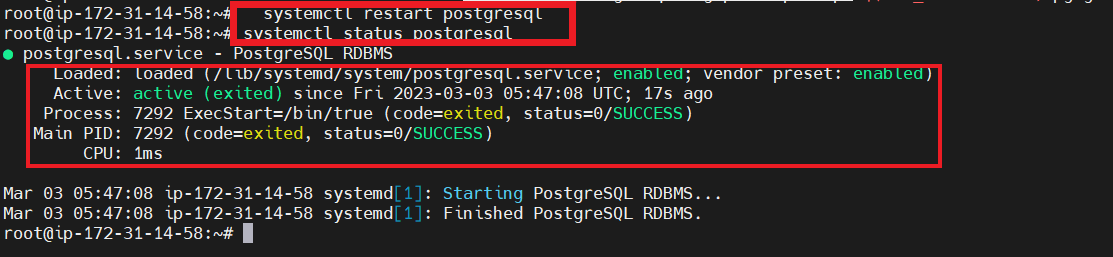 root@ip-172-31-14-58:~# systemctl restart postgresql
root@ip-172-31-14-58:~# systemctl status postgresql
● postgresql.service - PostgreSQL RDBMS
Loaded: loaded (/lib/systemd/system/postgresql.service; enabled; vendor preset: enabled)
Active: active (exited) since Fri 2023-03-03 05:47:08 UTC; 17s ago
Process: 7292 ExecStart=/bin/true (code=exited, status=0/SUCCESS)
Main PID: 7292 (code=exited, status=0/SUCCESS)
CPU: 1ms
Mar 03 05:47:08 ip-172-31-14-58 systemd[1]: Starting PostgreSQL RDBMS...
Mar 03 05:47:08 ip-172-31-14-58 systemd[1]: Finished PostgreSQL RDBMS.
root@ip-172-31-14-58:~#